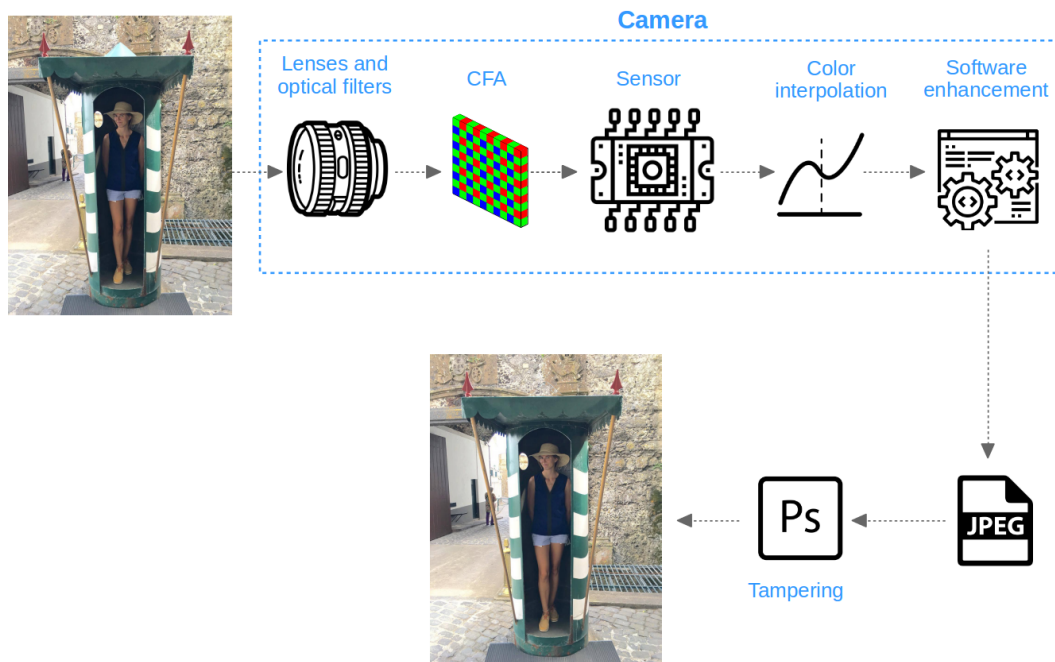 Camera
Lenses and
optical filters
CFA
Sensor
Color
interpolation
Software
enhancement
JPEG
Ps
Tampering